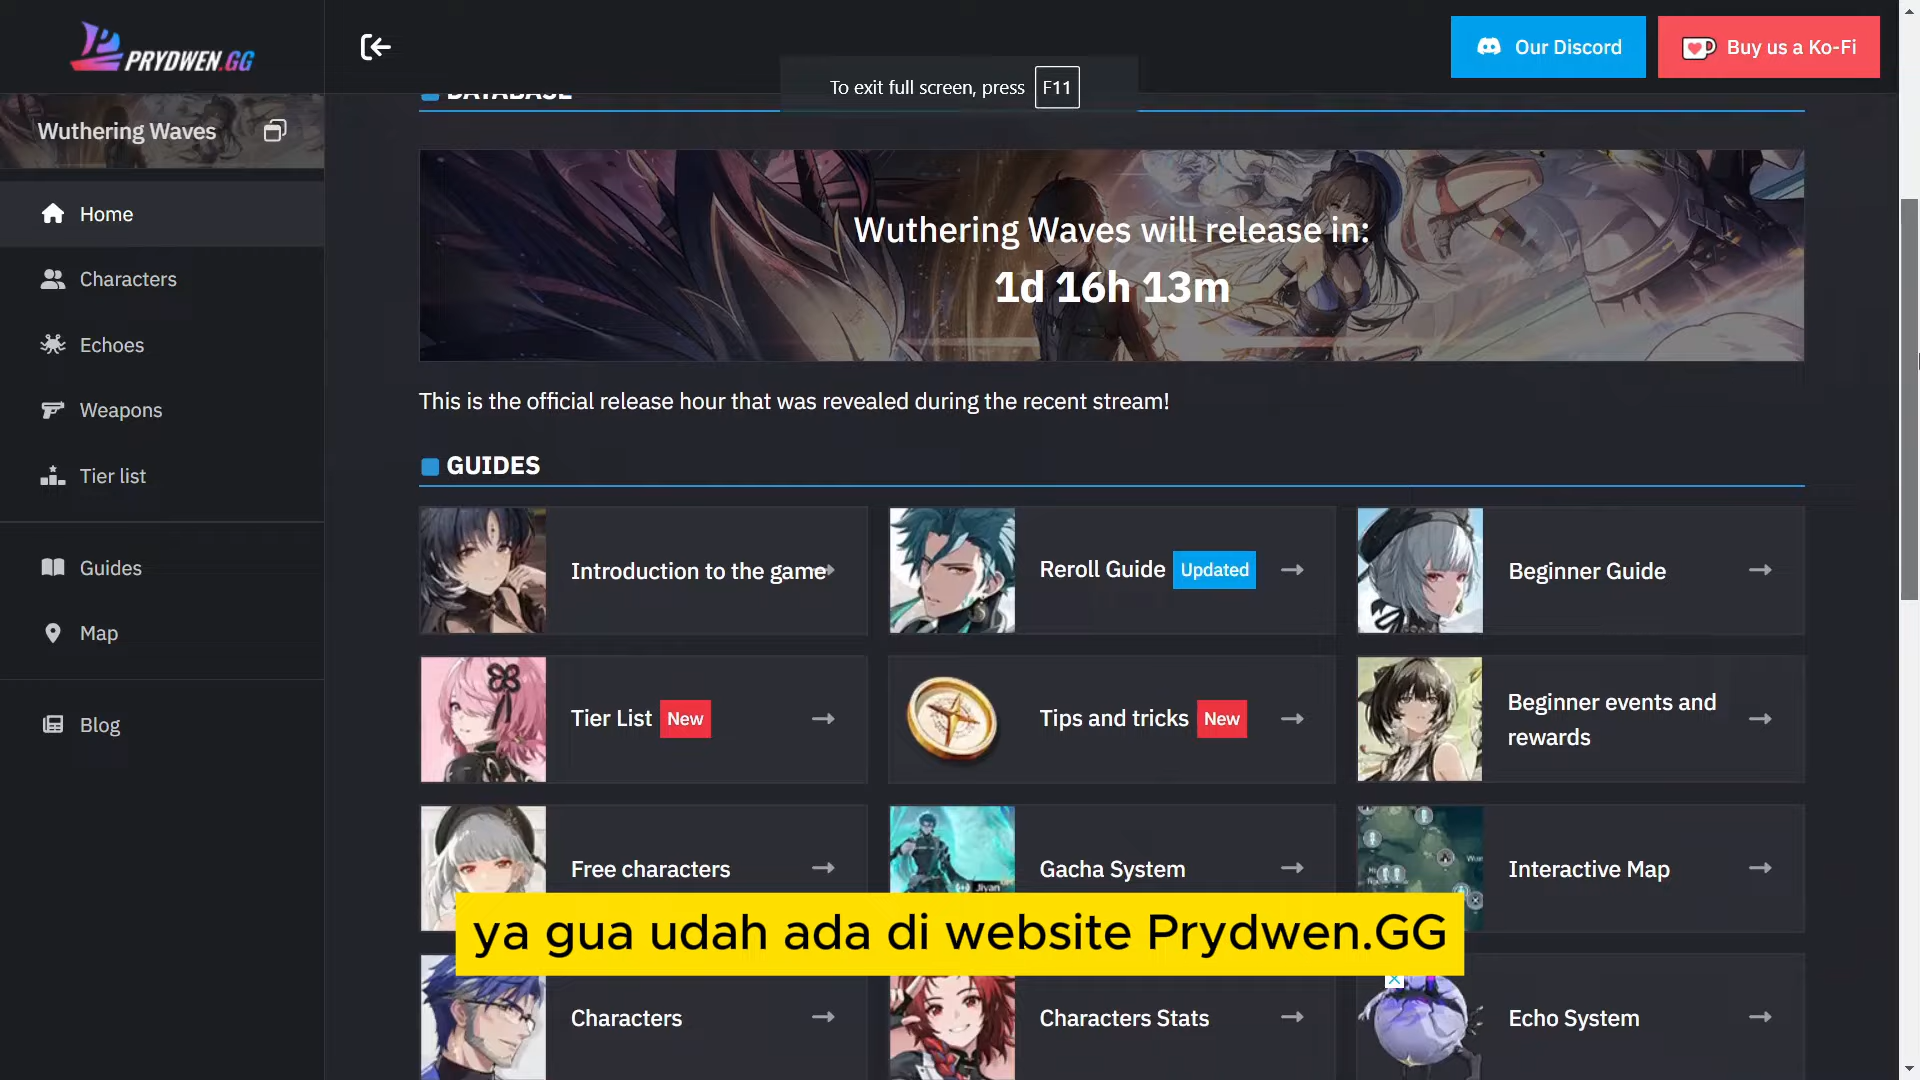 PRYDWEN.GG
Our Discord
Buy us a Ko-Fi
To exit full screen, press F11
DATABASE
Wuthering Waves
Home
Characters
Echoes
Weapons
Tier list
Guides
Map
Blog
Wuthering Waves will release in:
1d 16h 13m
This is the official release hour that was revealed during the recent stream!
GUIDES
Introduction to the game
Reroll Guide Updated
Beginner Guide
Tier List New
Tips and tricks New
Beginner events and
rewards
Free characters
Gacha System
Jiyan
Interactive Map
ya gua udah ada di website Prydwen.GG
Characters
Characters Stats
Echo System